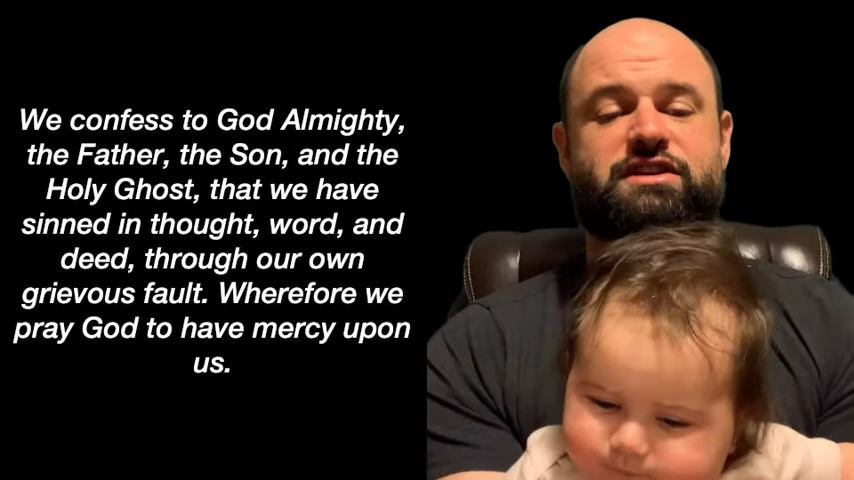 We confess to God Almighty,
the Father, the Son, and the
Holy Ghost, that we have
sinned in thought, word, and
deed, through our own
grievous fault. Wherefore we
pray God to have mercy upon
us.